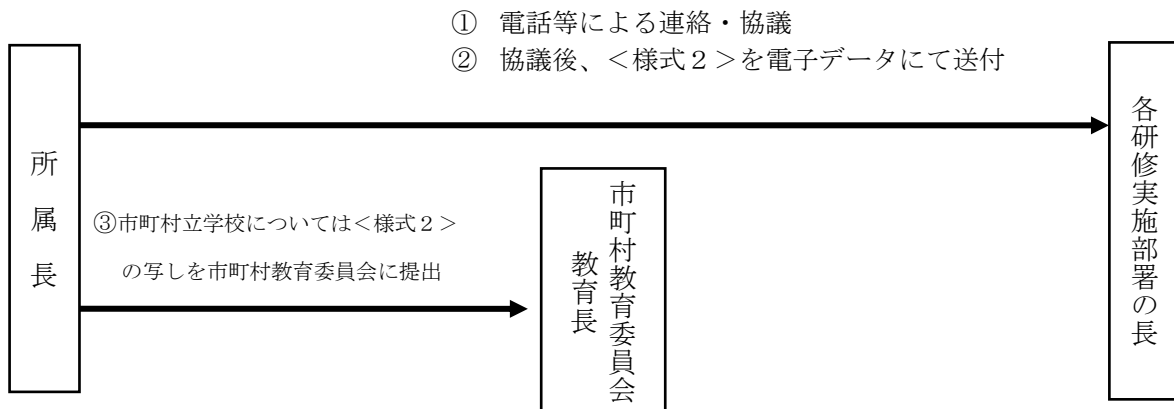 ① 電話等による連絡・協議
② 協議後、＜様式２＞を電子データにて送付
所属長
③市町村立学校については＜様式２＞
の写しを市町村教育委員会に提出
市町村教育委員会
教育長
各研修実施部署の長